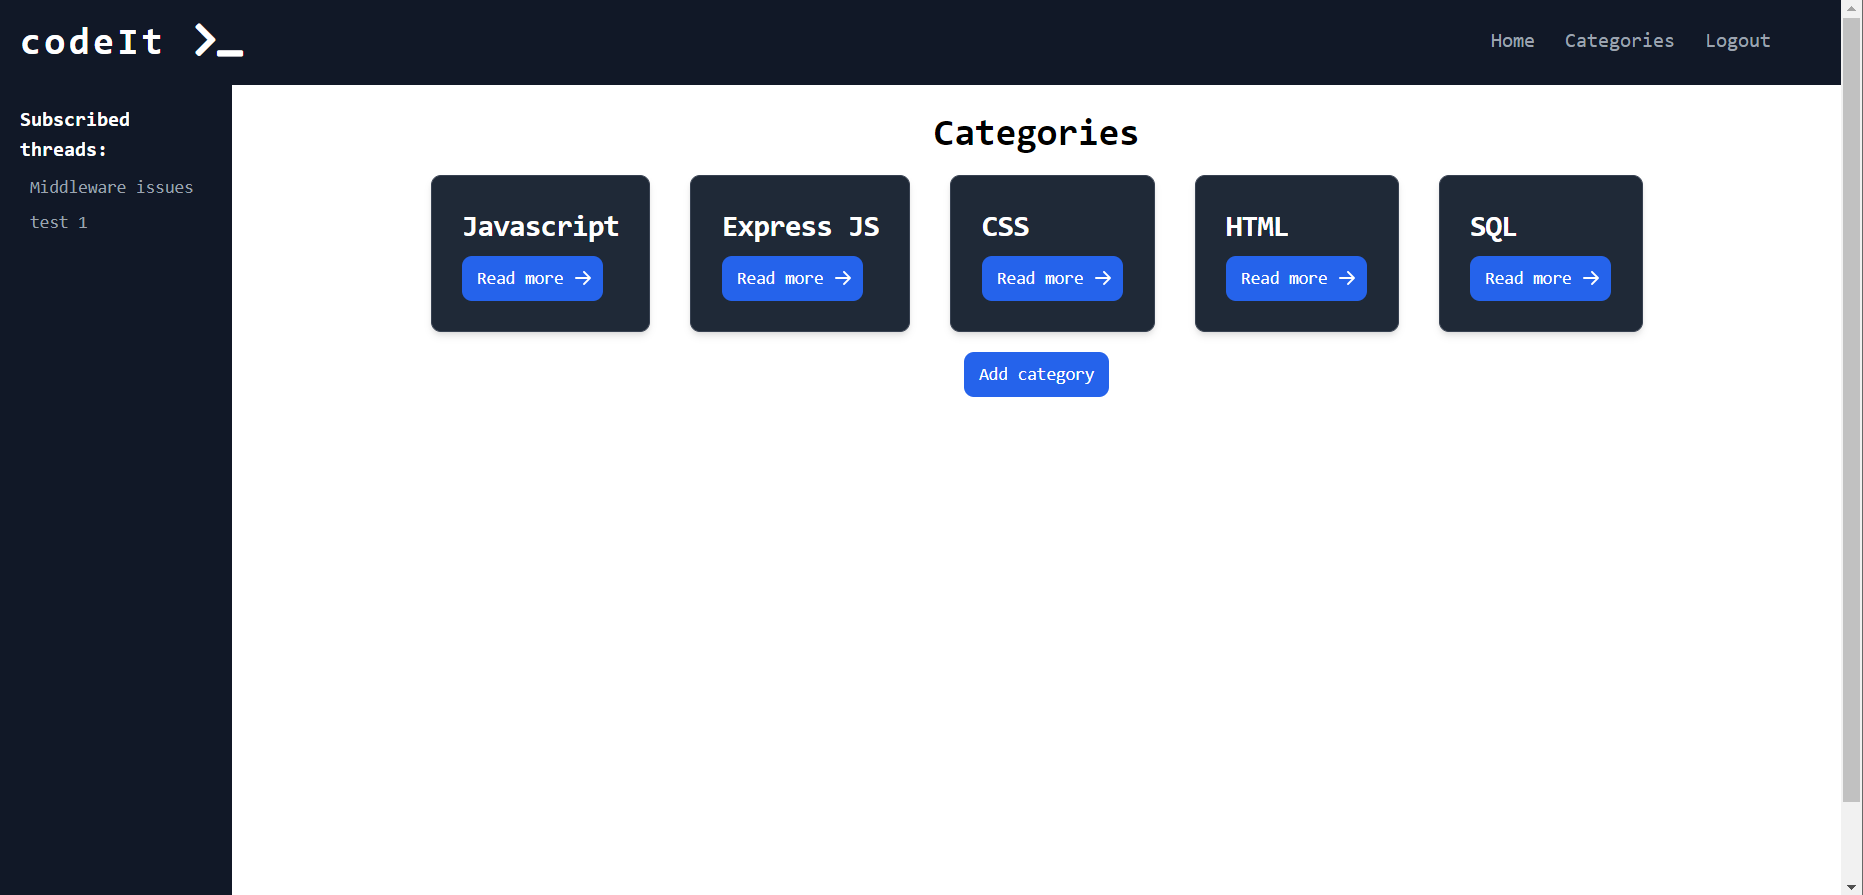 codeIt >_
Home Categories Logout
Subscribed
threads:
Middleware issues
test 1
Categories
Javascript
Read more →
Express JS
Read more →
CSS
Read more →
HTML
Read more →
SQL
Read more →
Add category